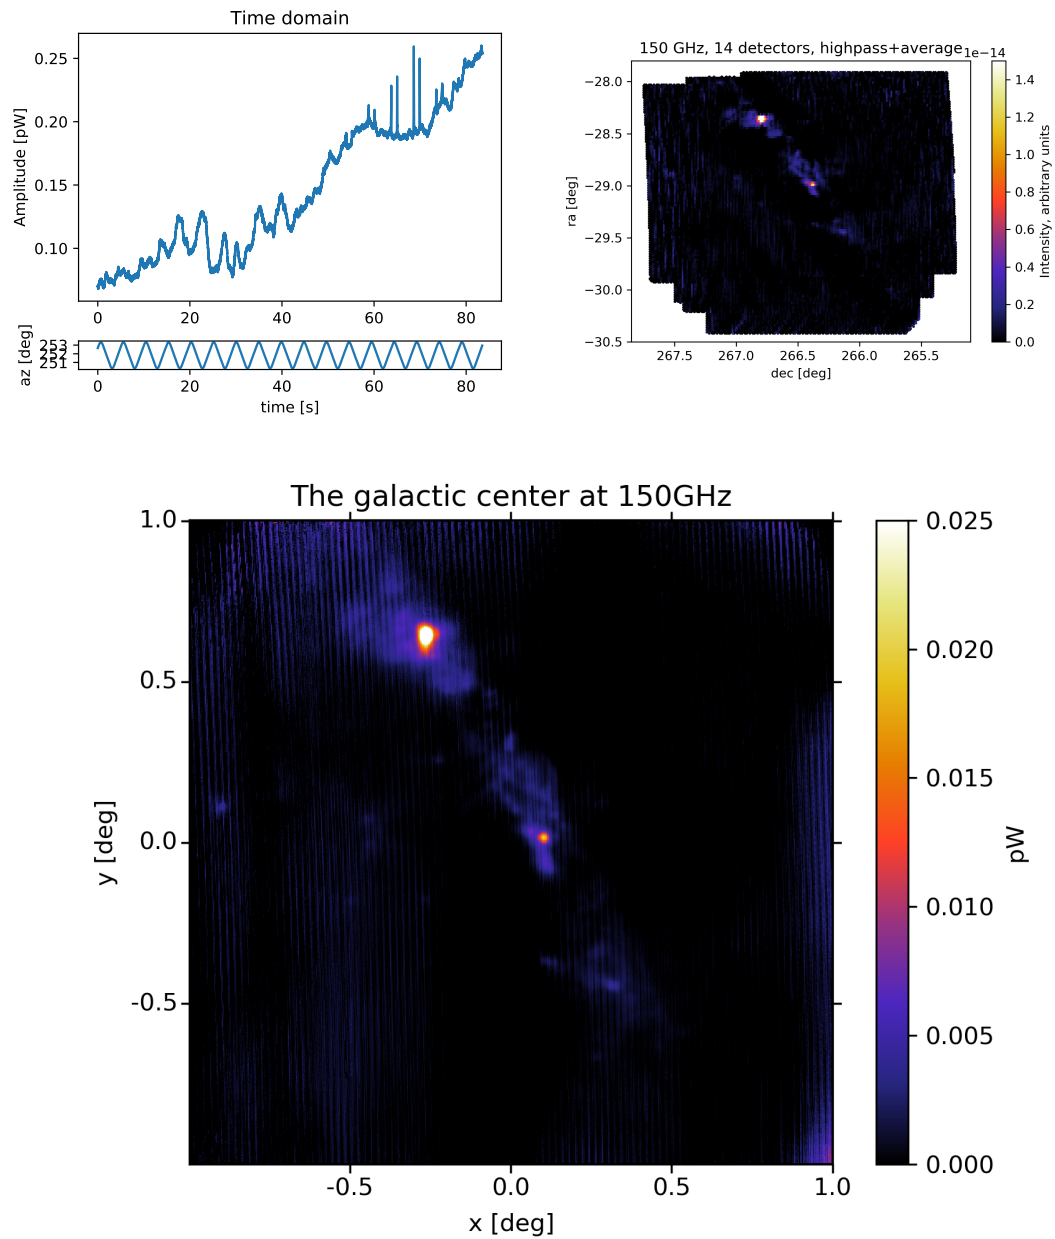 Time domain
0.25
0.20
0.15
0.10
Amplitude [pW]
0 20 40 60 80
253
252
251
az [deg]
0 20 40 60 80
time [s]
150 GHz, 14 detectors, highpass+average
1e−14
−28.0
−28.5
−29.0
−29.5
−30.0
−30.5
ra [deg]
267.5 267.0 266.5 266.0 265.5
dec [deg]
1.4
1.2
1.0
0.8
0.6
0.4
0.2
0.0
Intensity, arbitrary units
The galactic center at 150GHz
1.0
0.5
0.0
-0.5
y [deg]
-0.5 0.0 0.5 1.0
x [deg]
0.025
0.020
0.015
0.010
0.005
0.000
pW